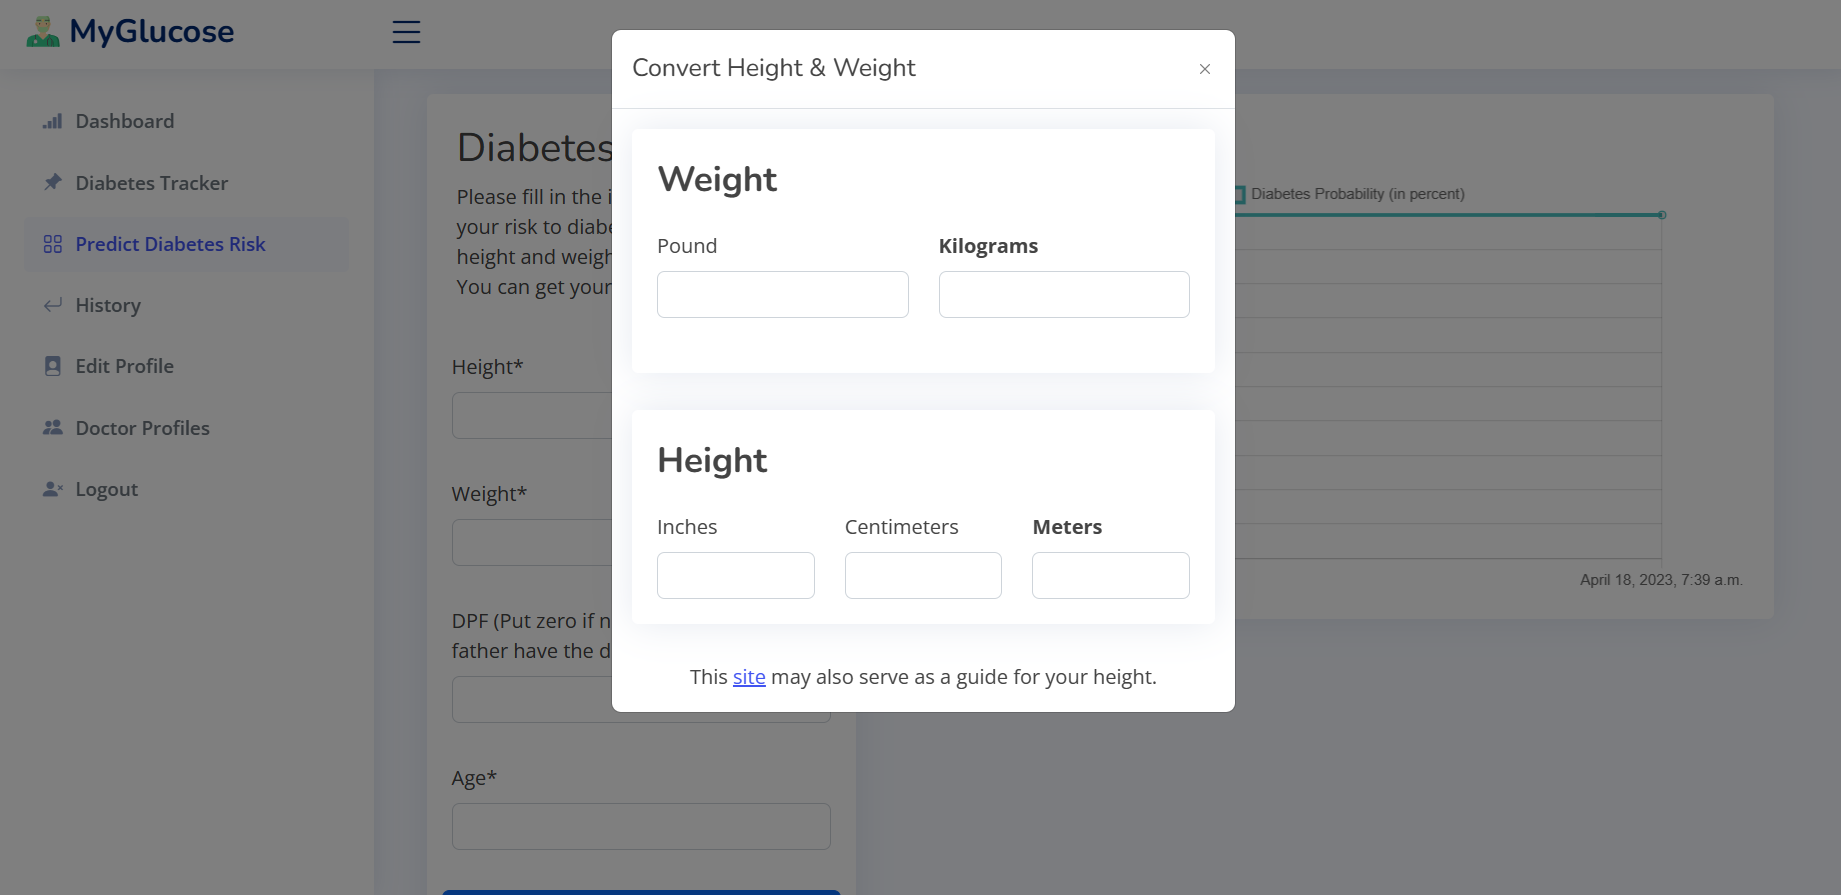 MyGlucose
Dashboard
Diabetes Tracker
Predict Diabetes Risk
History
Edit Profile
Doctor Profiles
Logout
Diabetes
Please fill in the
your risk to
height and
You can get your
Height*
Weight*
DPF (Put zero if
father have the
Age*
Convert Height & Weight
×
Weight
Pound
Kilograms
Height
Inches
Centimeters
Meters
This site may also serve as a guide for your height.
Diabetes Probability (in percent)
April 18, 2023, 7:39 a.m.